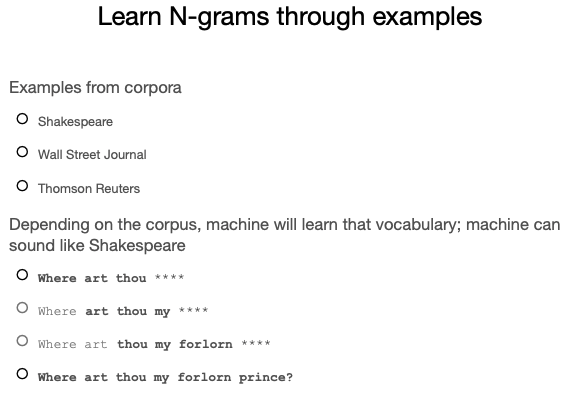 Learn N-grams through examples
Examples from corpora
Shakespeare
Wall Street Journal
Thomson Reuters
Depending on the corpus, machine will learn that vocabulary; machine can
sound like Shakespeare
Where art thou ****
Where art thou my ****
Where art thou my forlorn ****
Where art thou my forlorn prince?